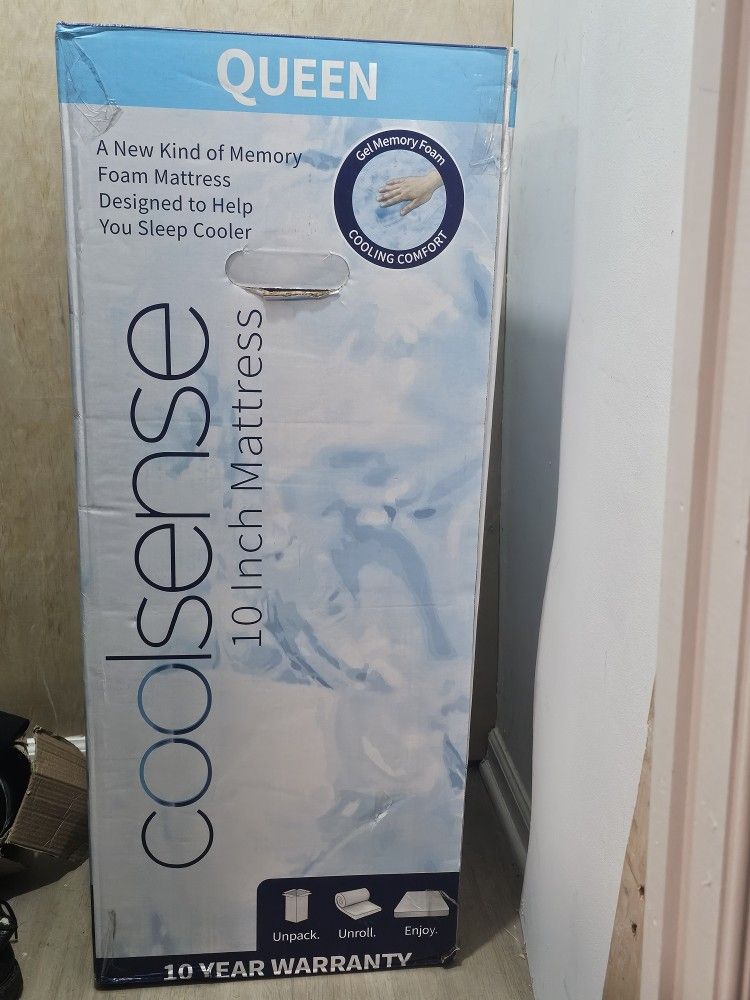 QUEEN
A New Kind of Memory
Foam Mattress
Designed to Help
You Sleep Cooler
Gel Memory Foam
COOLING COMFORT
coolsense
10 Inch Mattress
Unpack. Unroll. Enjoy.
10 YEAR WARRANTY